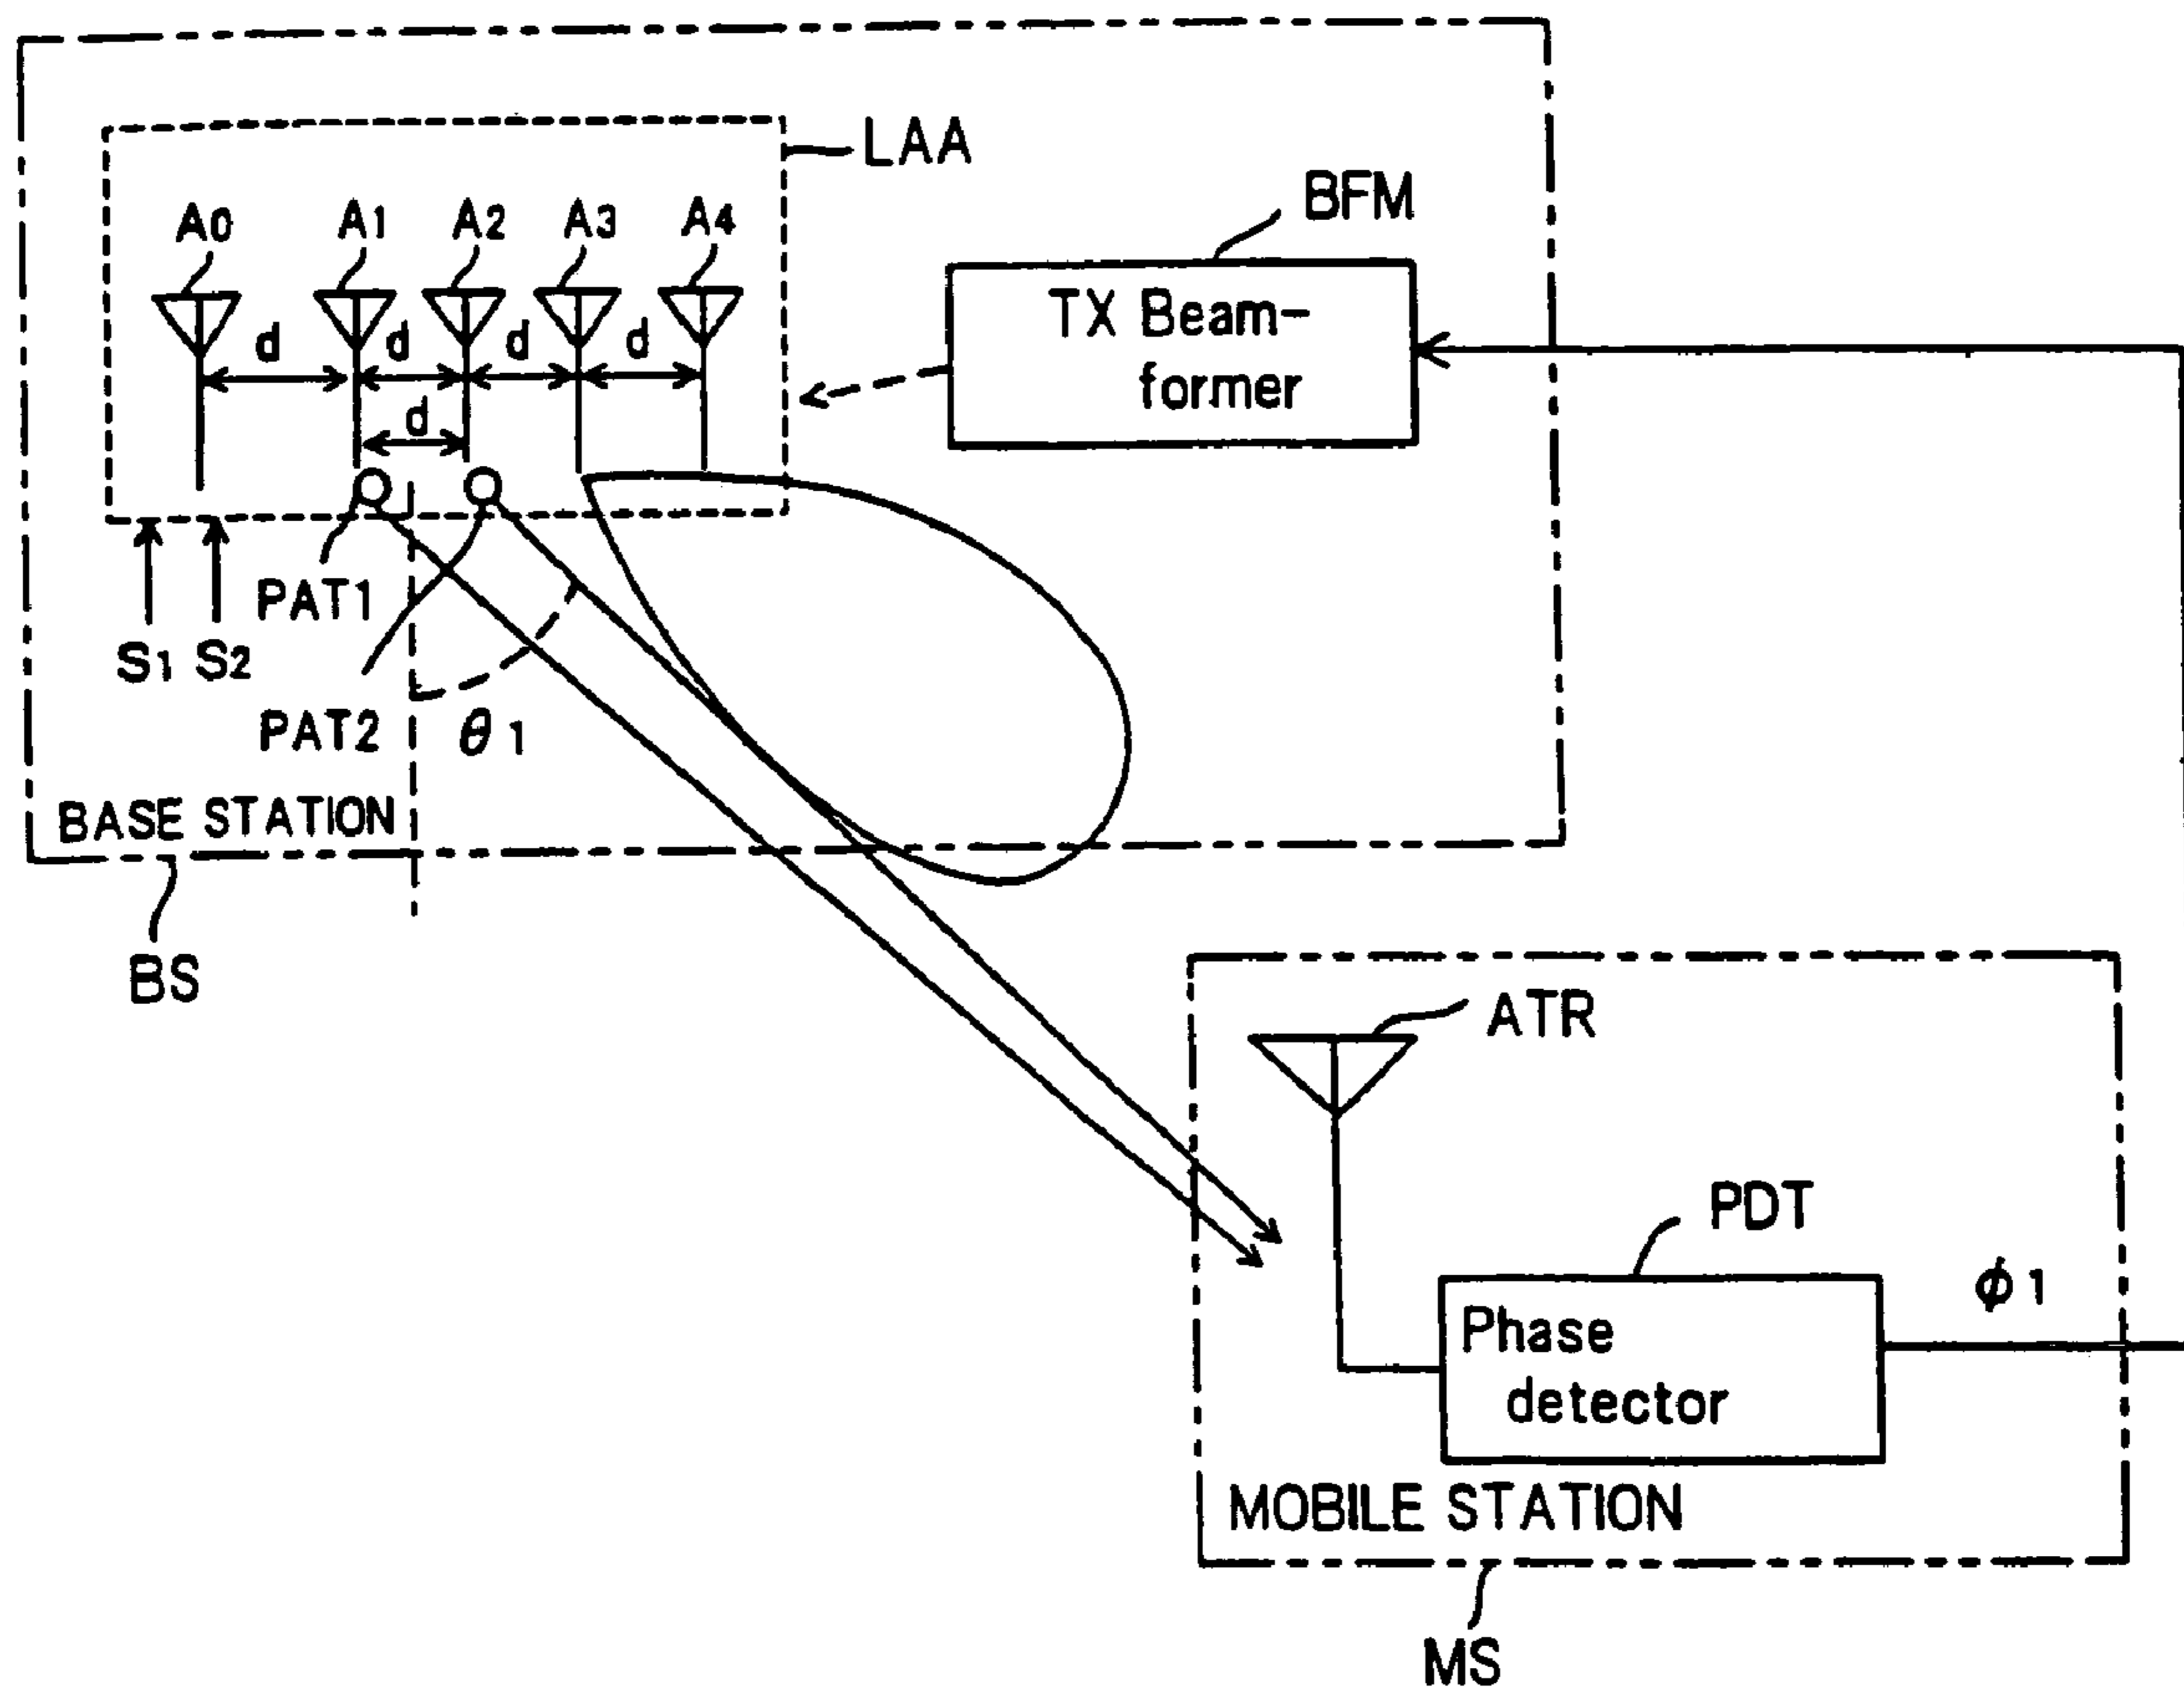 LAA
BFM
A0 A1 A2 A3 A4
TX Beam-
former
d d d d
d
PAT1
S1 S2
PAT2 θ1
BASE STATION
BS
ATR
PDT
φ1
Phase
detector
MOBILE STATION
MS